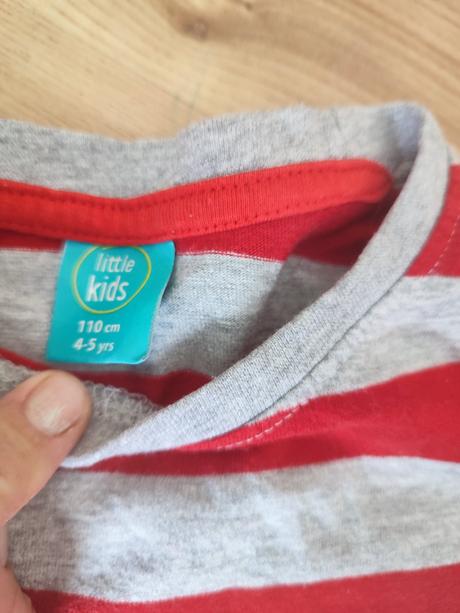 little
kids
110 cm
4-5 yrs